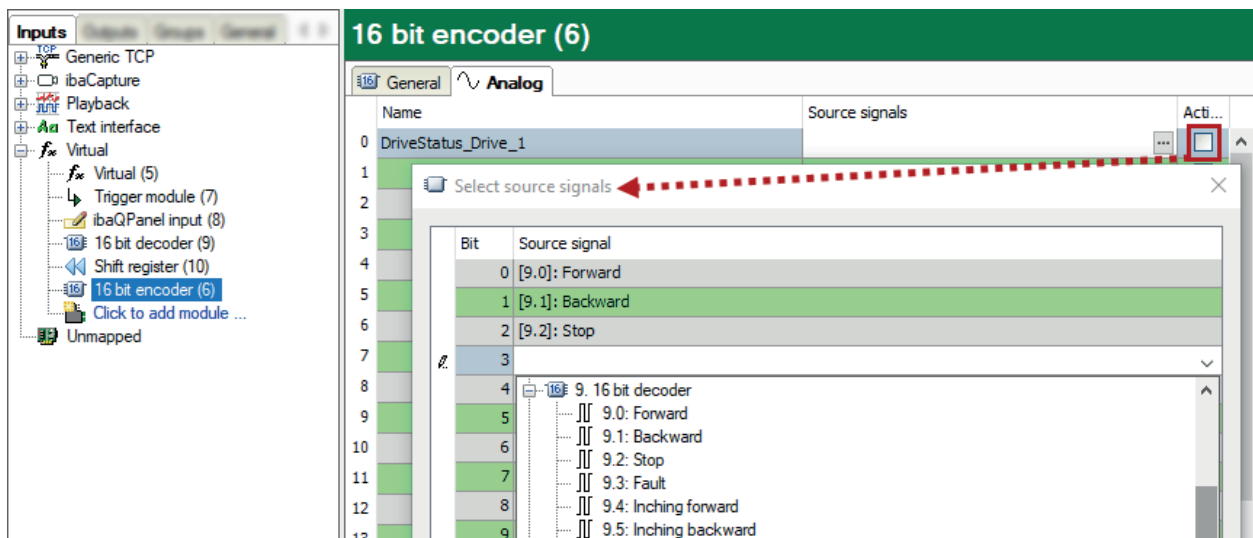 Inputs
Generic TCP
ibaCapture
Playback
Text interface
Virtual
Virtual (5)
Trigger module (7)
ibaQPanel input (8)
16 bit decoder (9)
Shift register (10)
16 bit encoder (6)
Click to add module ...
Unmapped
16 bit encoder (6)
General Analog
Name Source signals Acti...
0 DriveStatus_Drive_1 ...
1
2
3
4
5
6
7
8
9
10
11
12
Select source signals
Bit Source signal
0 [9.0]: Forward
1 [9.1]: Backward
2 [9.2]: Stop
3
4
5
6
7
8
9
9. 16 bit decoder
9.0: Forward
9.1: Backward
9.2: Stop
9.3: Fault
9.4: Inching forward
9.5: Inching backward